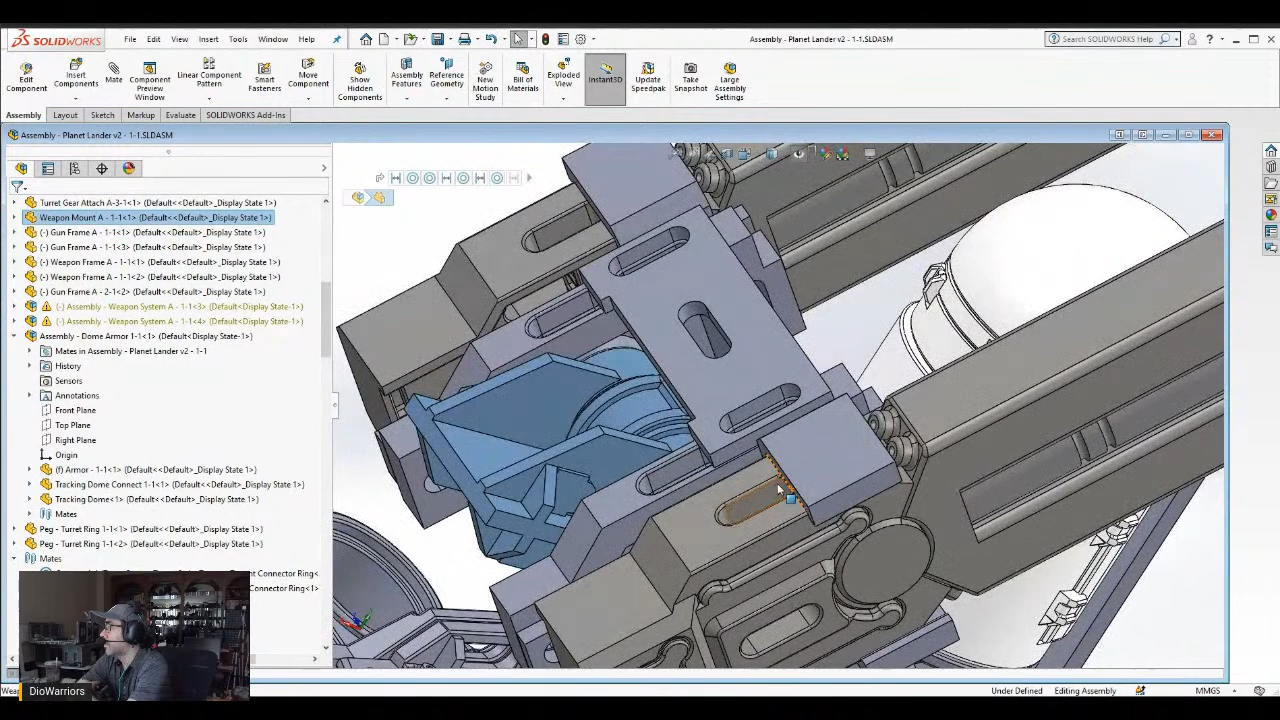 SOLIDWORKS File Edit View Insert Tools Window Help Assembly - Planet Lander v2 - 1-1.SLDASM Search SOLIDWORKS Help
Edit Component
Insert Components
Mate
Component Preview Window
Linear Component Pattern
Smart Fasteners
Move Component
Show Hidden Components
Assembly Features
Reference Geometry
New Motion Study
Bill of Materials
Exploded View
Instant3D
Update Speedpak
Take Snapshot
Large Assembly Settings
Assembly Layout Sketch Markup Evaluate SOLIDWORKS Add-Ins
Assembly - Planet Lander v2 - 1-1.SLDASM
Turret Gear Attach A-3-1<1> (Default<<Default>_Display State 1>)
Weapon Mount A - 1-1<1> (Default<<Default>_Display State 1>)
(-) Gun Frame A - 1-1<1> (Default<<Default>_Display State 1>)
(-) Gun Frame A - 1-1<3> (Default<<Default>_Display State 1>)
(-) Weapon Frame A - 1-1<1> (Default<<Default>_Display State 1>)
(-) Weapon Frame A - 1-1<2> (Default<<Default>_Display State 1>)
(-) Gun Frame A - 2-1<2> (Default<<Default>_Display State 1>)
(-) Assembly - Weapon System A - 1-1<3> (Default<Display State-1>)
(-) Assembly - Weapon System A - 1-1<4> (Default<Display State-1>)
Assembly - Dome Armor 1-1<1> (Default<Display State-1>)
Mates in Assembly - Planet Lander v2 - 1-1
History
Sensors
Annotations
Front Plane
Top Plane
Right Plane
Origin
(f) Armor - 1-1<1> (Default<<Default>_Display State 1>)
Tracking Dome Connect 1-1<1> (Default<<Default>_Display State 1>)
Tracking Dome<1> (Default<<Default>_Display State 1>)
Mates
Peg - Turret Ring 1-1<1> (Default<<Default>_Display State 1>)
Peg - Turret Ring 1-1<2> (Default<<Default>_Display State 1>)
Mates
nt Connector Ring<
Connector Ring<1>
DioWarriors
Under Defined Editing Assembly MMGS